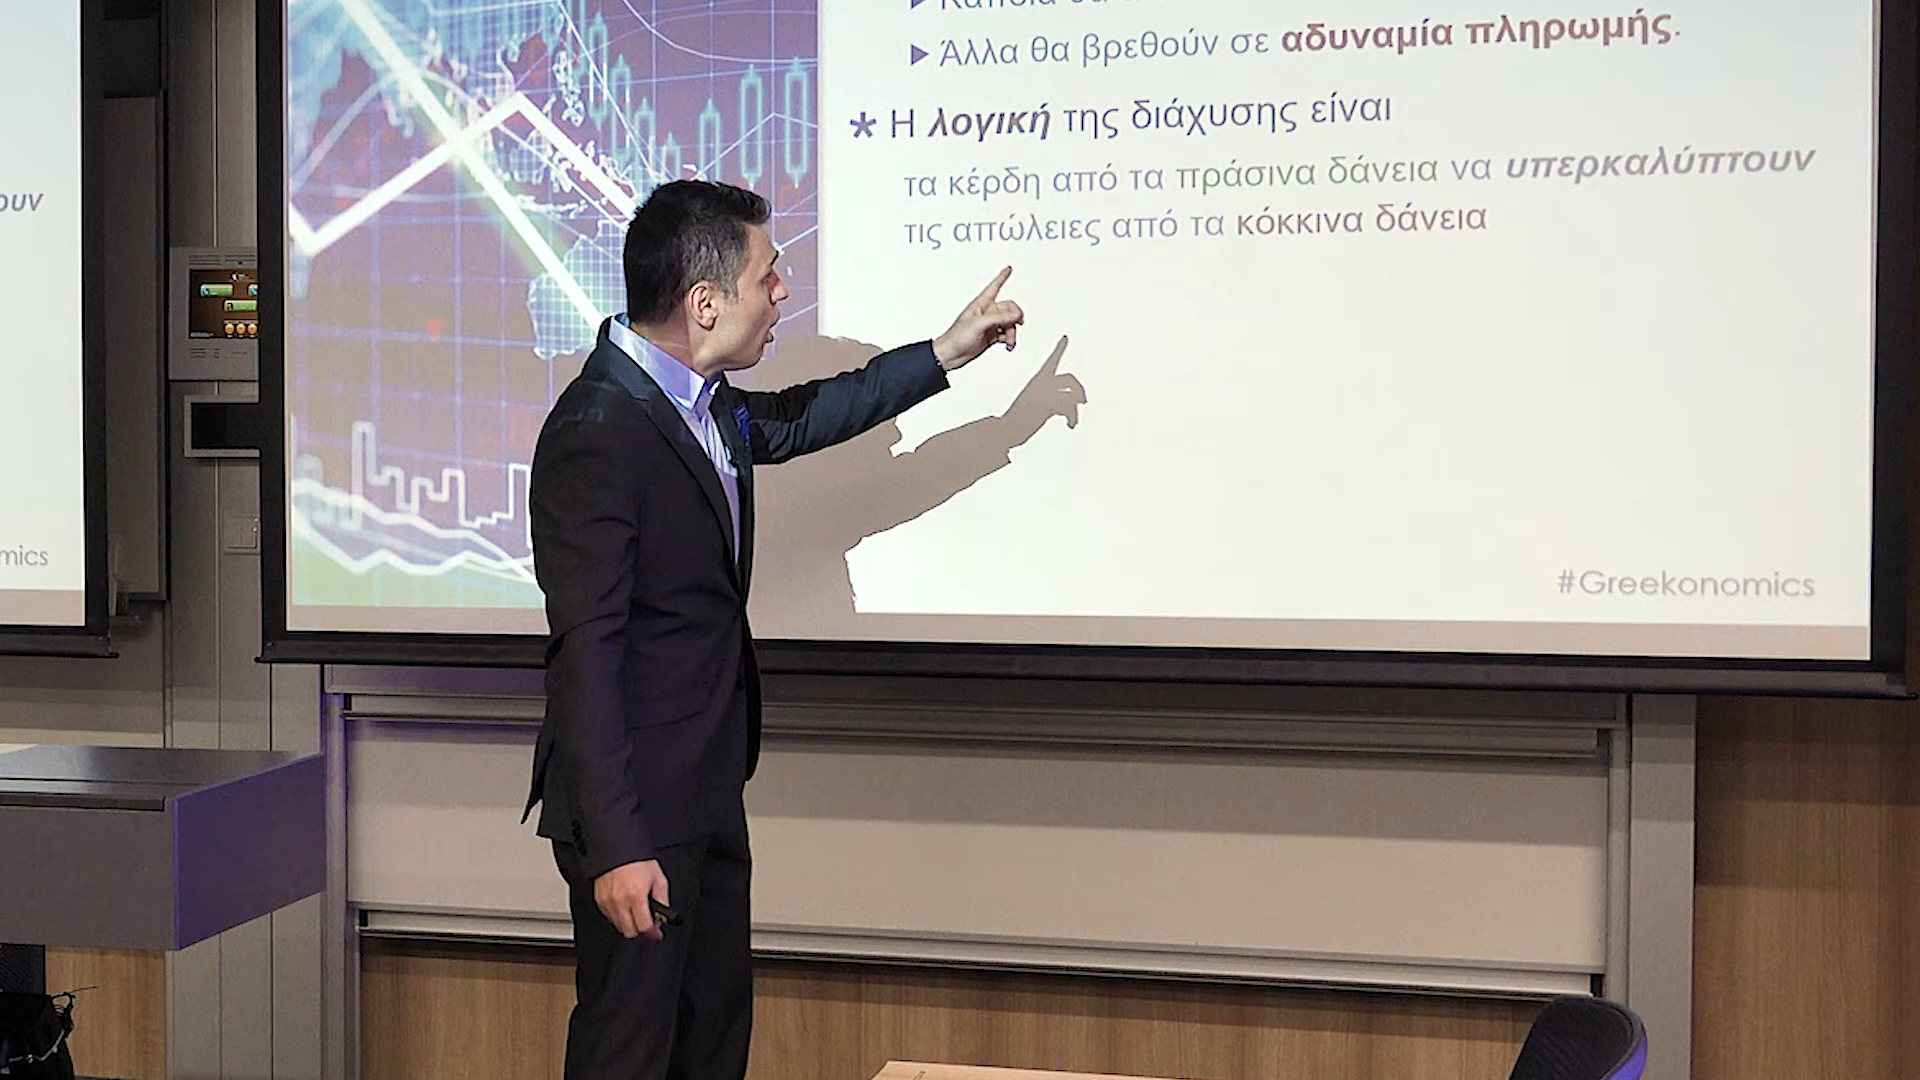 Άλλα θα βρεθούν σε αδυναμία πληρωμής.
* Η λογική της διάχυσης είναι
τα κέρδη από τα πράσινα δάνεια να υπερκαλύπτουν
τις απώλειες από τα κόκκινα δάνεια
#Greekonomics